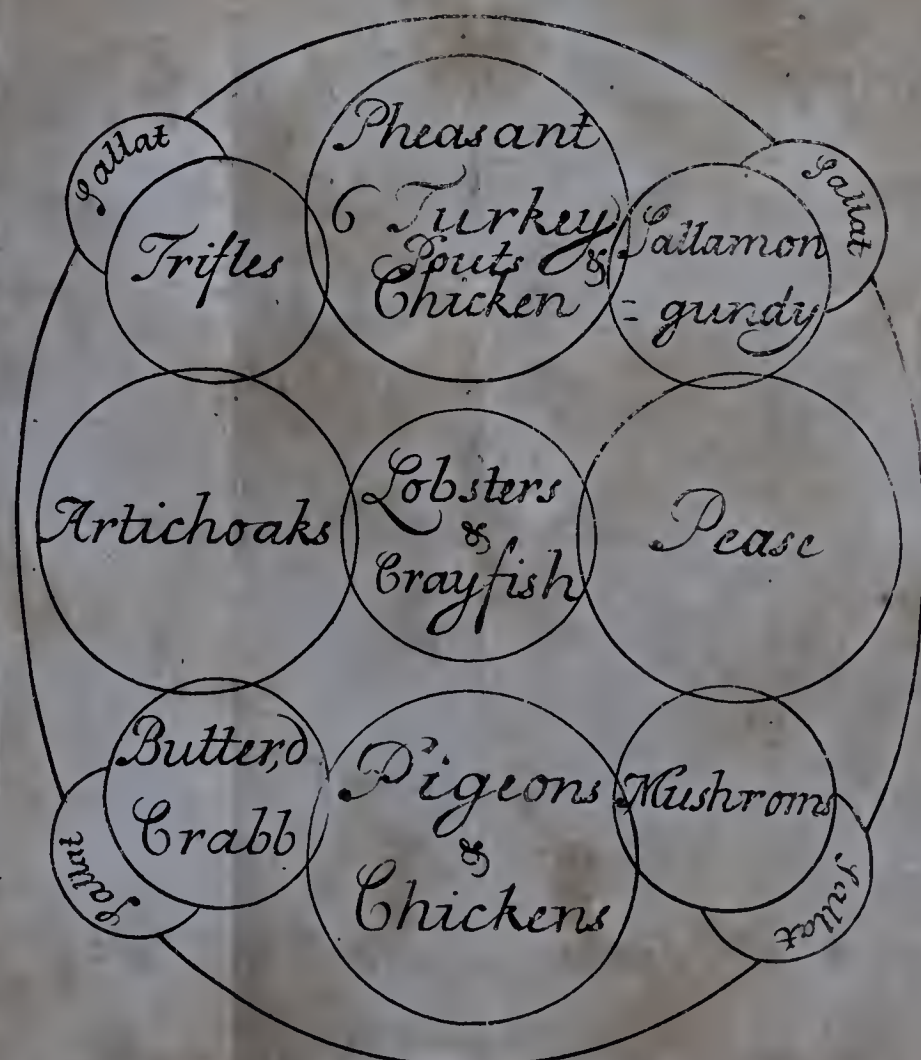 Sallat
Trifles
Pheasant
6 Turkey
Pouts &
Chicken
Sallamon
= gundy
Sallat
Artichoaks
Lobsters
&
Crayfish
Pease
Butter,d
Crabb
Sallat
Pigeons
&
Chickens
Mushroms
Sallat